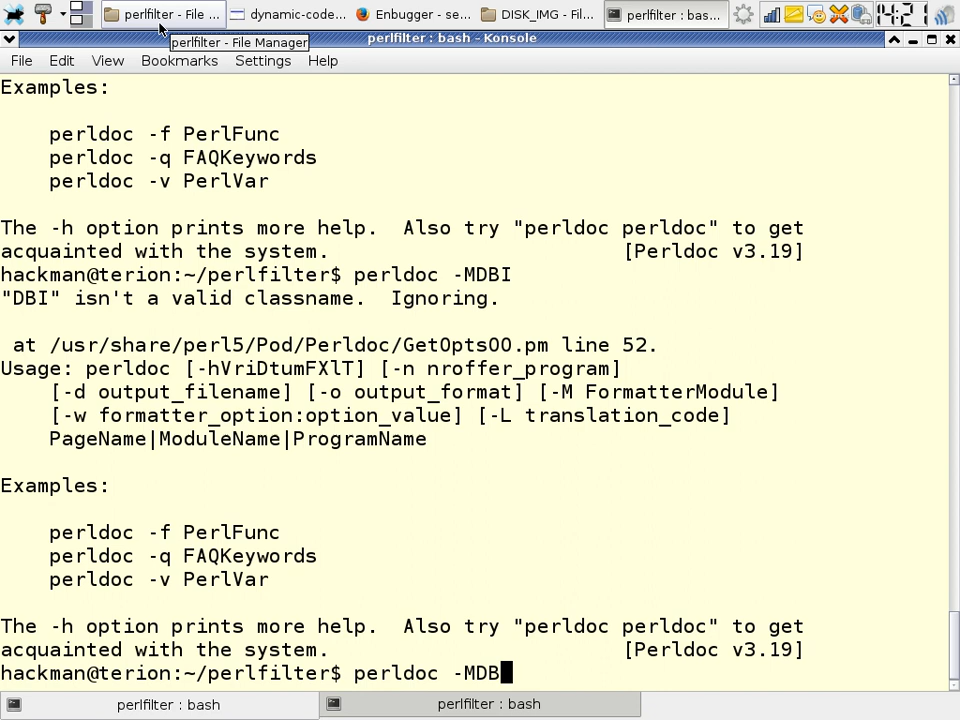 perlfilter - File ...
dynamic-code...
Enbugger - se...
DISK_IMG - Fil...
perlfilter : bas...
14:21
perlfilter - File Manager
perlfilter : bash - Konsole
File Edit View Bookmarks Settings Help
Examples:
perldoc -f PerlFunc
perldoc -q FAQKeywords
perldoc -v PerlVar
The -h option prints more help.  Also try "perldoc perldoc" to get
acquainted with the system.                    [Perldoc v3.19]
hackman@terion:~/perlfilter$ perldoc -MDBI
"DBI" isn't a valid classname.  Ignoring.
at /usr/share/perl5/Pod/Perldoc/GetOptsOO.pm line 52.
Usage: perldoc [-hVriDtumFXlT] [-n nroffer_program]
[-d output_filename] [-o output_format] [-M FormatterModule]
[-w formatter_option:option_value] [-L translation_code]
PageName|ModuleName|ProgramName
Examples:
perldoc -f PerlFunc
perldoc -q FAQKeywords
perldoc -v PerlVar
The -h option prints more help.  Also try "perldoc perldoc" to get
acquainted with the system.                    [Perldoc v3.19]
hackman@terion:~/perlfilter$ perldoc -MDB
perlfilter : bash
perlfilter : bash